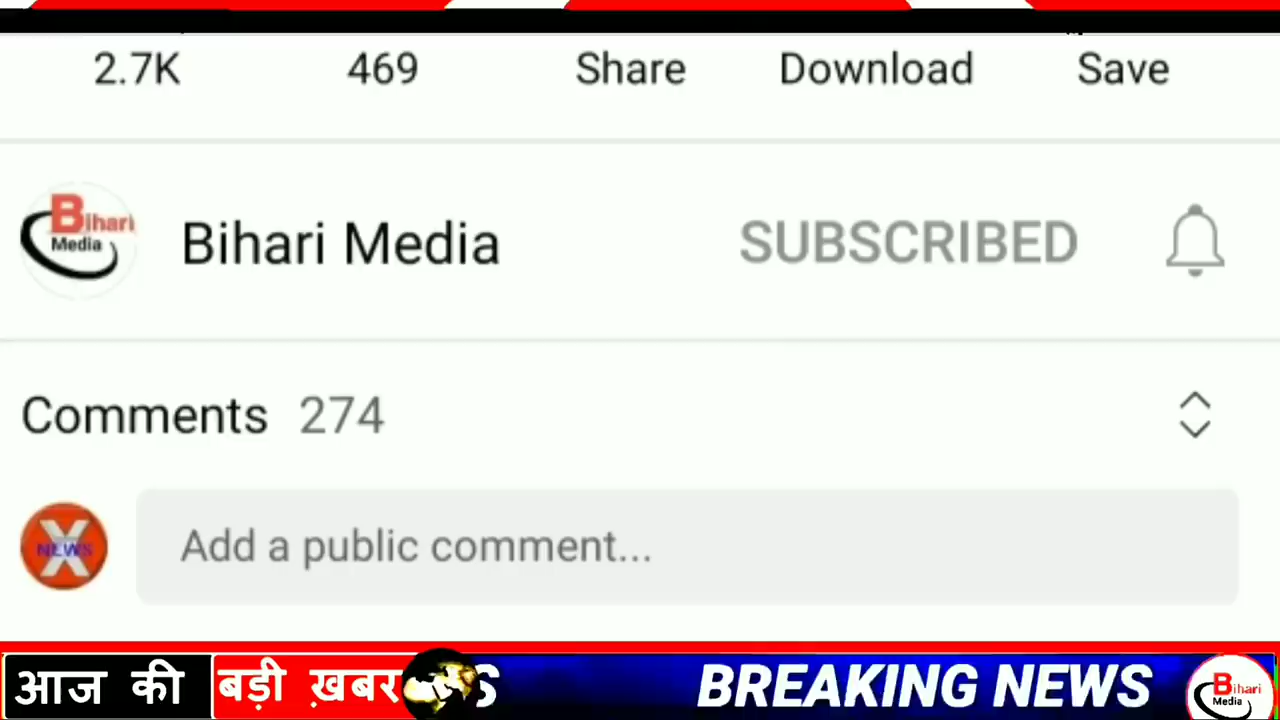 2.7K 469 Share Download Save
Bihari Media
Bihari Media SUBSCRIBED
Comments 274
X NEWS
Add a public comment...
आज की बड़ी ख़बर S BREAKING NEWS
Bihari Media